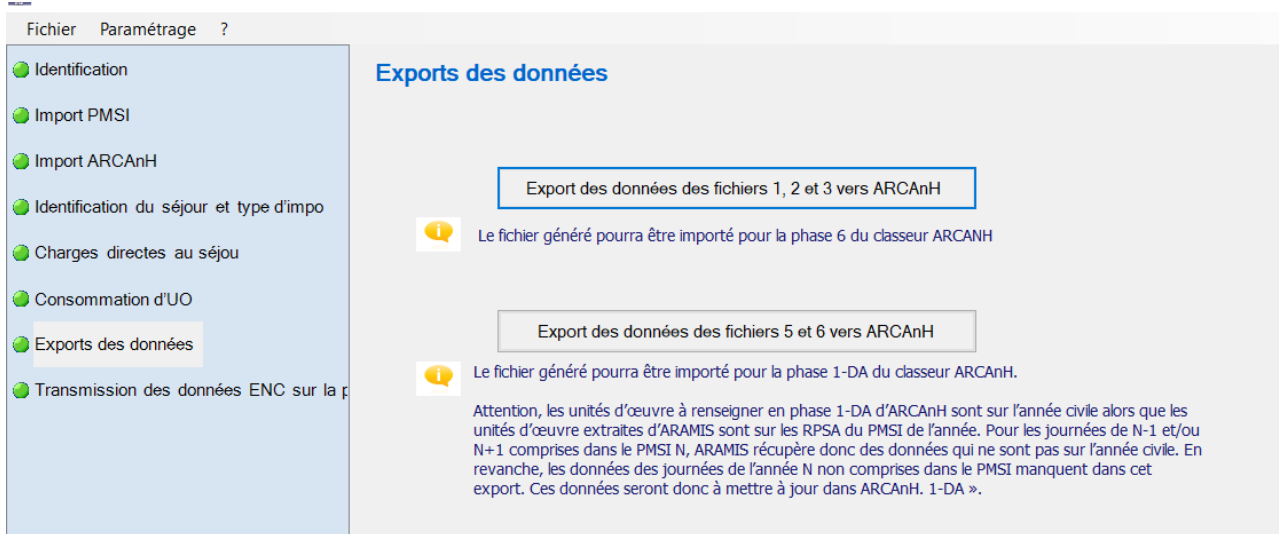 Fichier Paramétrage ?
Identification
Import PMSI
Import ARCAnH
Identification du séjour et type d'impo
Charges directes au séjou
Consommation d'UO
Exports des données
Transmission des données ENC sur la p
Exports des données
Export des données des fichiers 1, 2 et 3 vers ARCAnH
Le fichier généré pourra être importé pour la phase 6 du classeur ARCANH
Export des données des fichiers 5 et 6 vers ARCAnH
Le fichier généré pourra être importé pour la phase 1-DA du classeur ARCAnH.
Attention, les unités d'œuvre à renseigner en phase 1-DA d'ARCAnH sont sur l'année civile alors que les
unités d'œuvre extraites d'ARAMIS sont sur les RPSA du PMSI de l'année. Pour les journées de N-1 et/ou
N+1 comprises dans le PMSI N, ARAMIS récupère donc des données qui ne sont pas sur l'année civile. En
revanche, les données des journées de l'année N non comprises dans le PMSI manquent dans cet
export. Ces données seront donc à mettre à jour dans ARCAnH. 1-DA ».